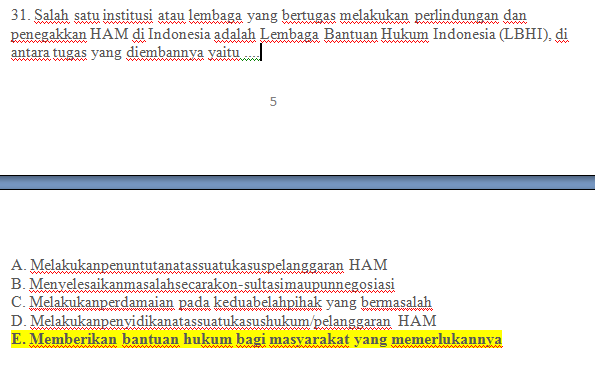 31. Salah satu institusi atau lembaga yang bertugas melakukan perlindungan dan
penegakkan HAM di Indonesia adalah Lembaga Bantuan Hukum Indonesia (LBHI), di
antara tugas yang diembannya yaitu ....
5
A. Melakukanpenuntutanatassuatukasuspelanggaran HAM
B. Menyelesaikanmasalahsecarakon-sultasimaupunnegosiasi
C. Melakukanperdamaian pada keduabelahpihak yang bermasalah
D. Melakukanpenyidikanatassuatukasushukum/pelanggaran HAM
E. Memberikan bantuan hukum bagi masyarakat yang memerlukannya